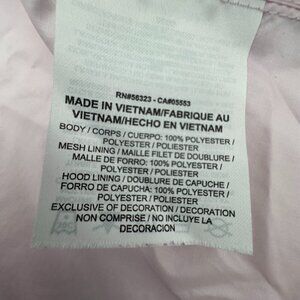 RN#56323 - CA#05553
MADE IN VIETNAM/FABRIQUE AU
VIETNAM/HECHO EN VIETNAM
BODY / CORPS / CUERPO: 100% POLYESTER /
POLYESTER / POLIESTER
MESH LINING / MAILLE FILET DE DOUBLURE /
MALLE DE FORRO: 100% POLYESTER /
POLYESTER / POLIESTER
HOOD LINING / DOUBLURE DE CAPUCHE /
FORRO DE CAPUCHA: 100% POLYESTER /
POLYESTER / POLIESTER
EXCLUSIVE OF DECORATION / DECORATION
NON COMPRISE / NO INCLUYE LA
DECORACION